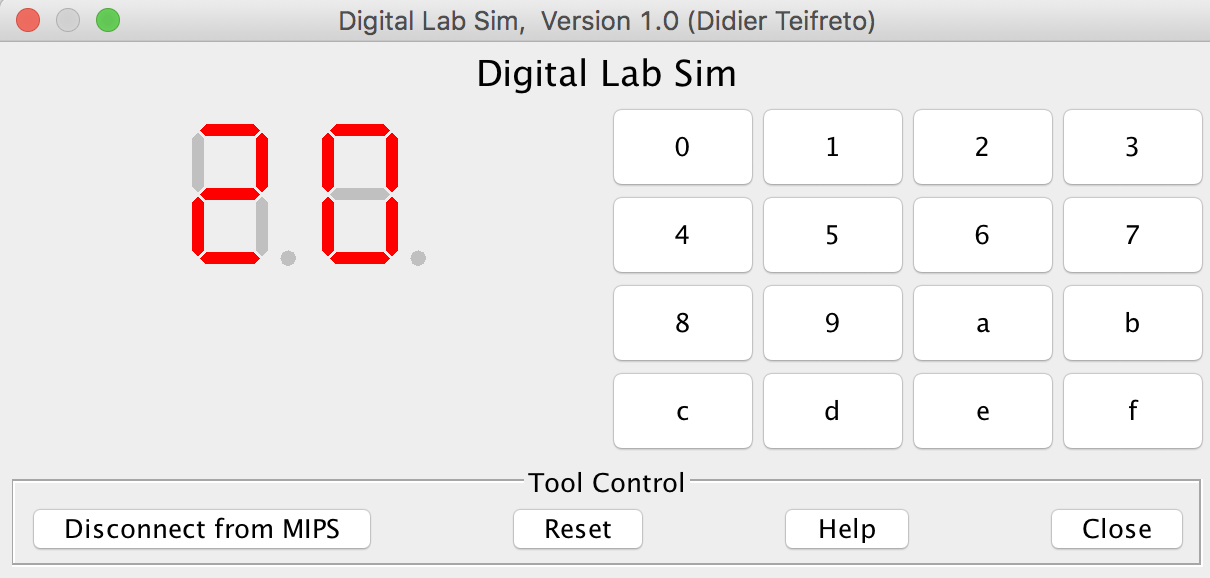 Digital Lab Sim,  Version 1.0 (Didier Teifreto)
Digital Lab Sim
20
0 1 2 3
4 5 6 7
8 9 a b
c d e f
Tool Control
Disconnect from MIPS Reset Help Close